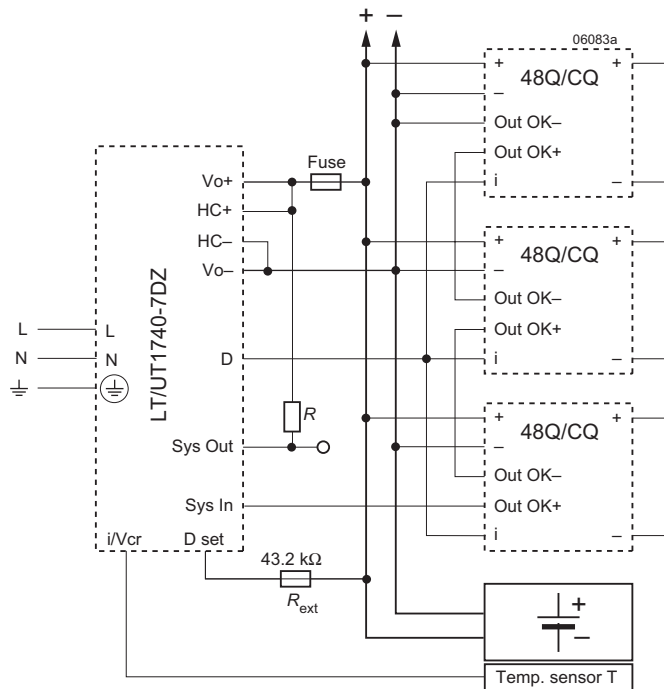 + –
06083a
+ 48Q/CQ +
–
Out OK–
Out OK+
i –
Fuse
Vo+
HC+
HC–
Vo–
LT/UT1740-7DZ
L L
N N
D
R
Sys Out
Sys In
i/Vcr D set
43.2 kΩ
Rext
+ 48Q/CQ +
–
Out OK–
Out OK+
i –
+ 48Q/CQ +
–
Out OK–
Out OK+
i –
+
–
Temp. sensor T